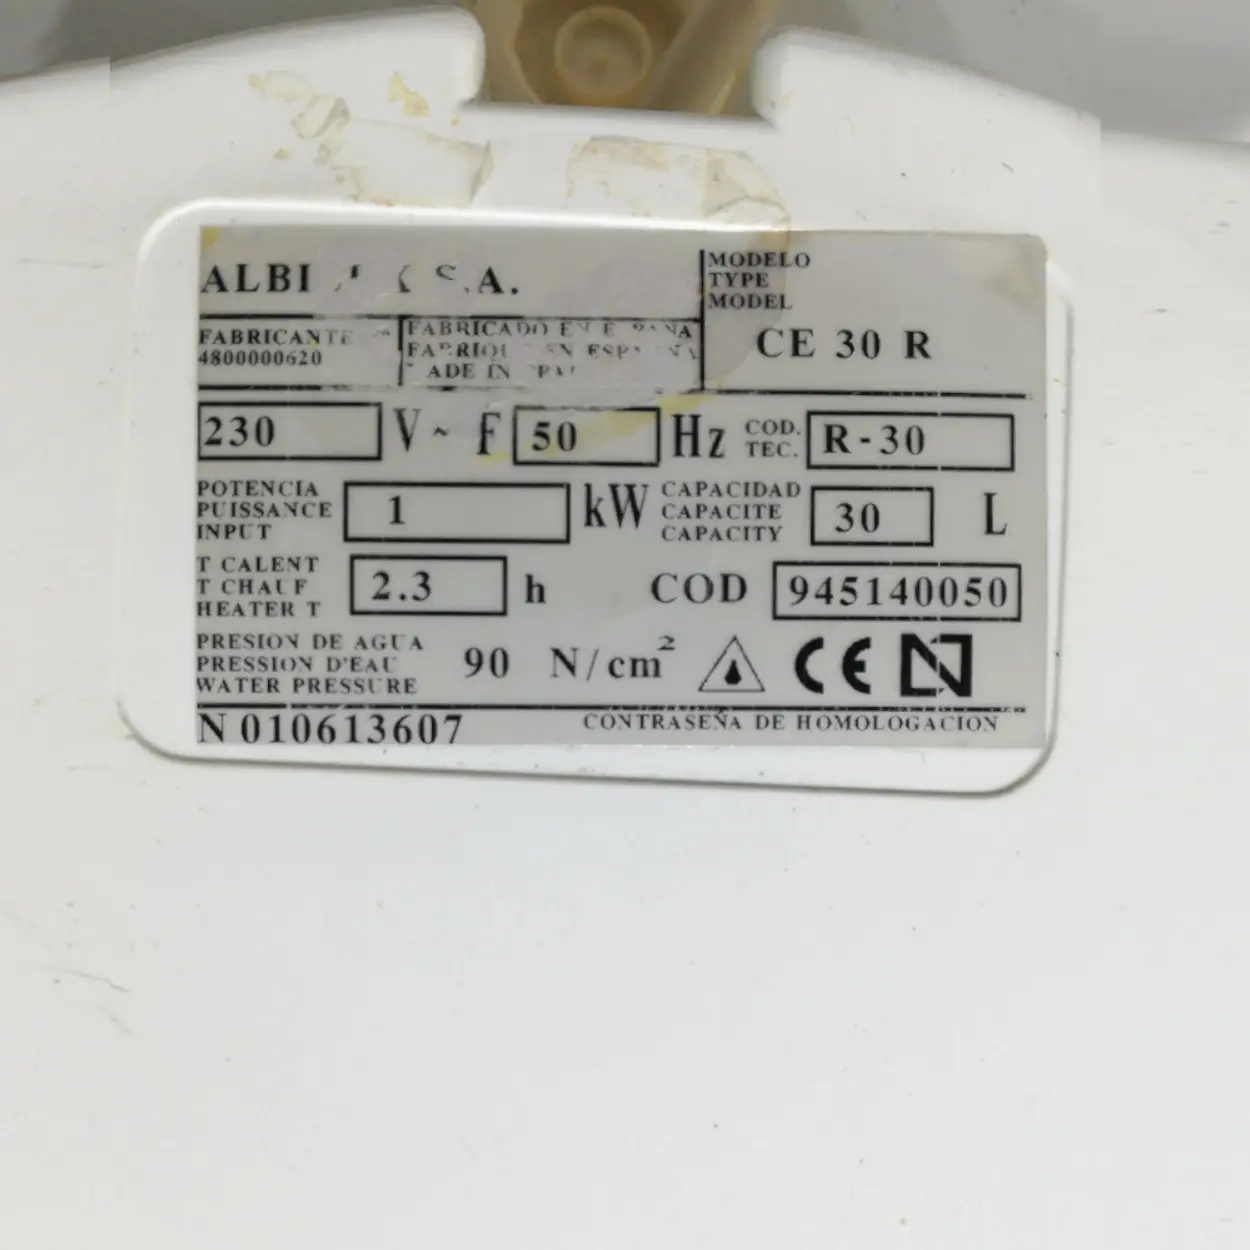 S.A.
MODELO
TYPE
MODEL
FABRICANTE
4800000620
FABRICADO EN
CE 30 R
230 V ~ F 50 Hz COD. TEC. R-30
POTENCIA
PUISSANCE
INPUT
1 kW
CAPACIDAD
CAPACITE
CAPACITY
30 L
T CALENT
T CHAUF
HEATER T
2.3 h
COD 945140050
PRESION DE AGUA
PRESSION D'EAU
WATER PRESSURE
90 N/cm²
CE N
N 010613607
CONTRASEÑA DE HOMOLOGACION